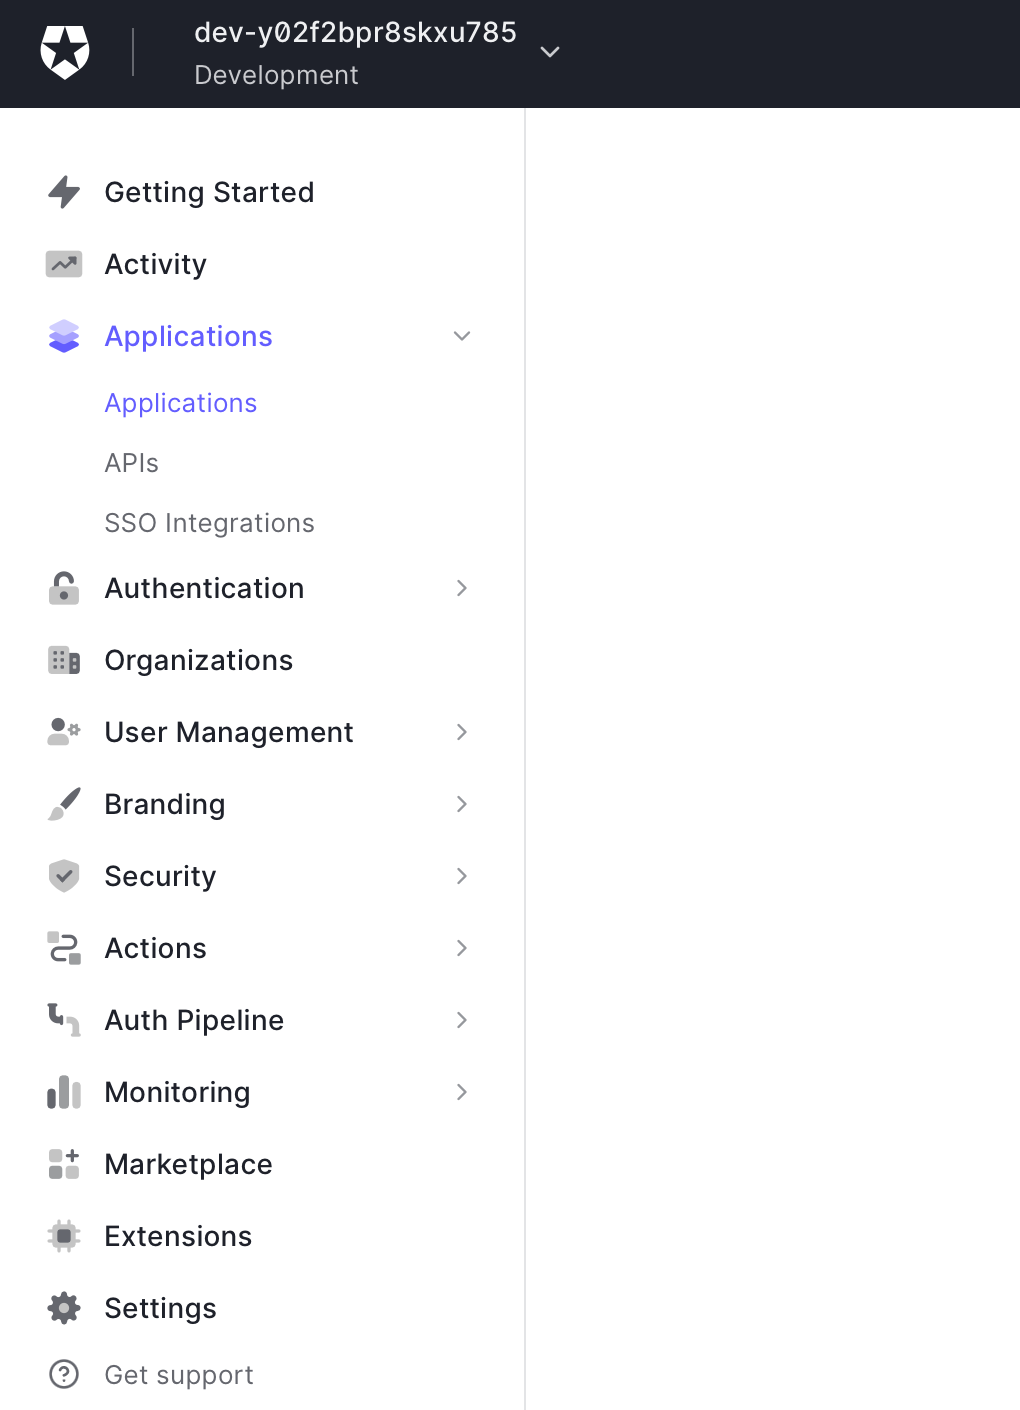 dev-y02f2bpr8skxu785
Development
Getting Started
Activity
Applications
Applications
APIs
SSO Integrations
Authentication
Organizations
User Management
Branding
Security
Actions
Auth Pipeline
Monitoring
Marketplace
Extensions
Settings
Get support